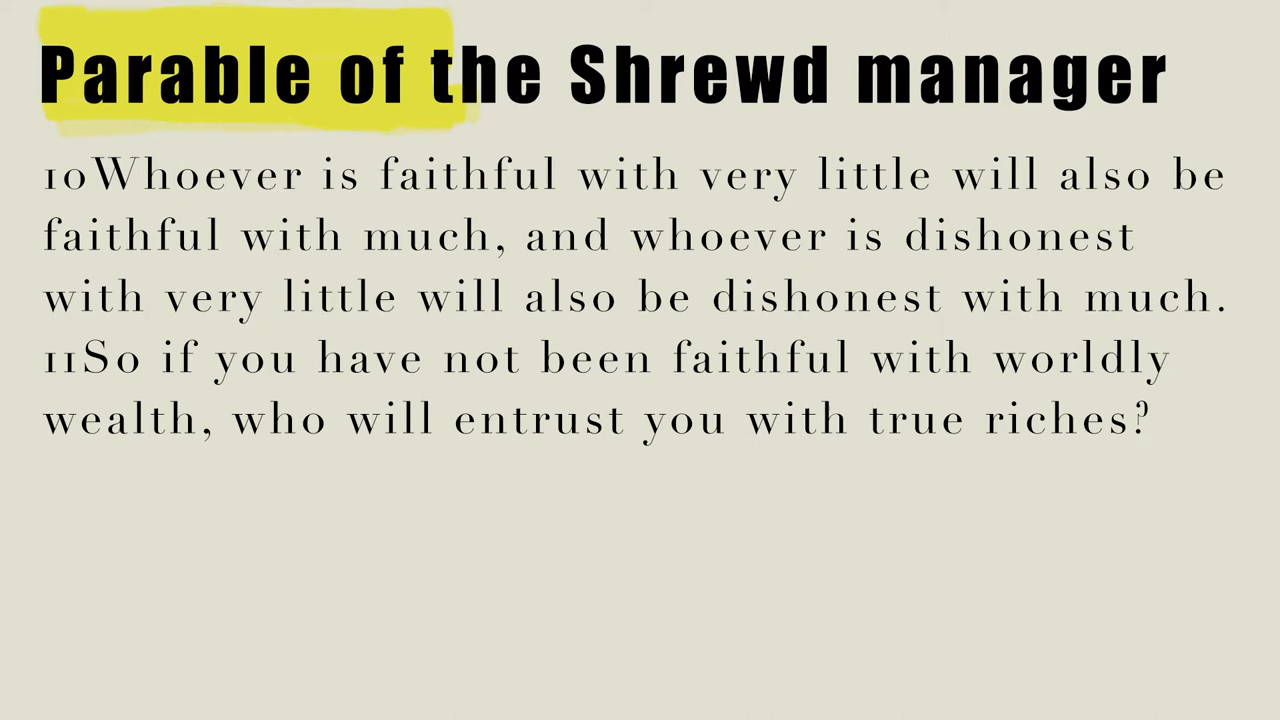 Parable of the Shrewd manager
10Whoever is faithful with very little will also be
faithful with much, and whoever is dishonest
with very little will also be dishonest with much.
11So if you have not been faithful with worldly
wealth, who will entrust you with true riches?